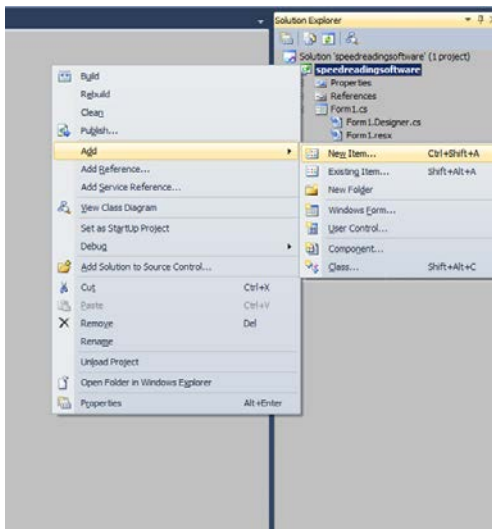 Solution Explorer
Solution 'speedreadingsoftware' (1 project)
speedreadingsoftware
Properties
References
Form1.cs
Form1.Designer.cs
Form1.resx
Build
Rebuild
Clean
Publish...
Add
Add Reference...
Add Service Reference...
View Class Diagram
Set as StartUp Project
Debug
Add Solution to Source Control...
Cut Ctrl+X
Paste Ctrl+V
Remove Del
Rename
Unload Project
Open Folder in Windows Explorer
Properties Alt+Enter
New Item... Ctrl+Shift+A
Existing Item... Shift+Alt+A
New Folder
Windows Form...
User Control...
Component...
Class... Shift+Alt+C